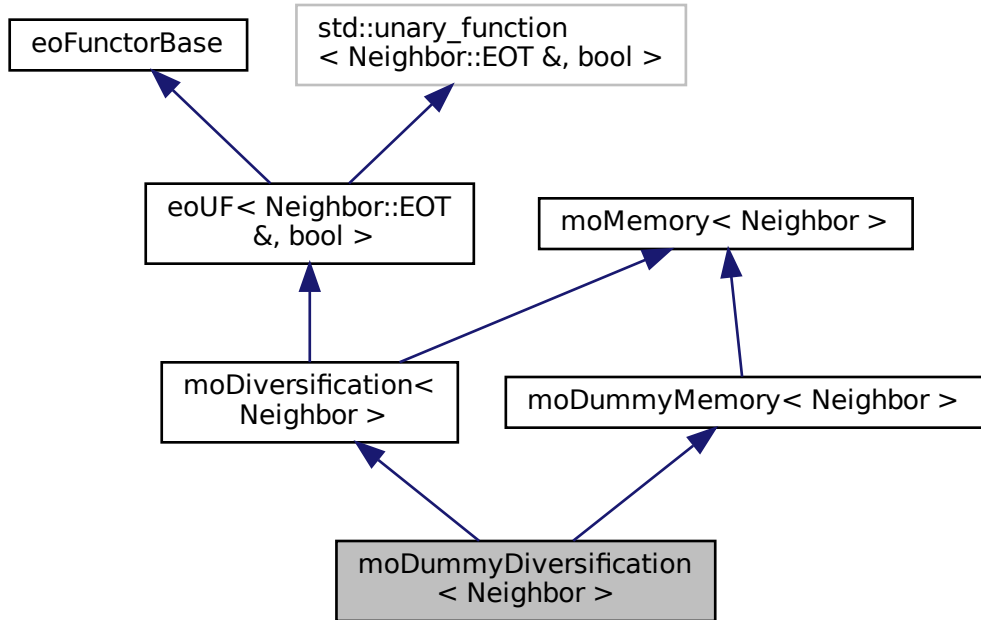 eoFunctorBase
std::unary_function
< Neighbor::EOT &, bool >
eoUF< Neighbor::EOT
&, bool >
moMemory< Neighbor >
moDiversification<
Neighbor >
moDummyMemory< Neighbor >
moDummyDiversification
< Neighbor >